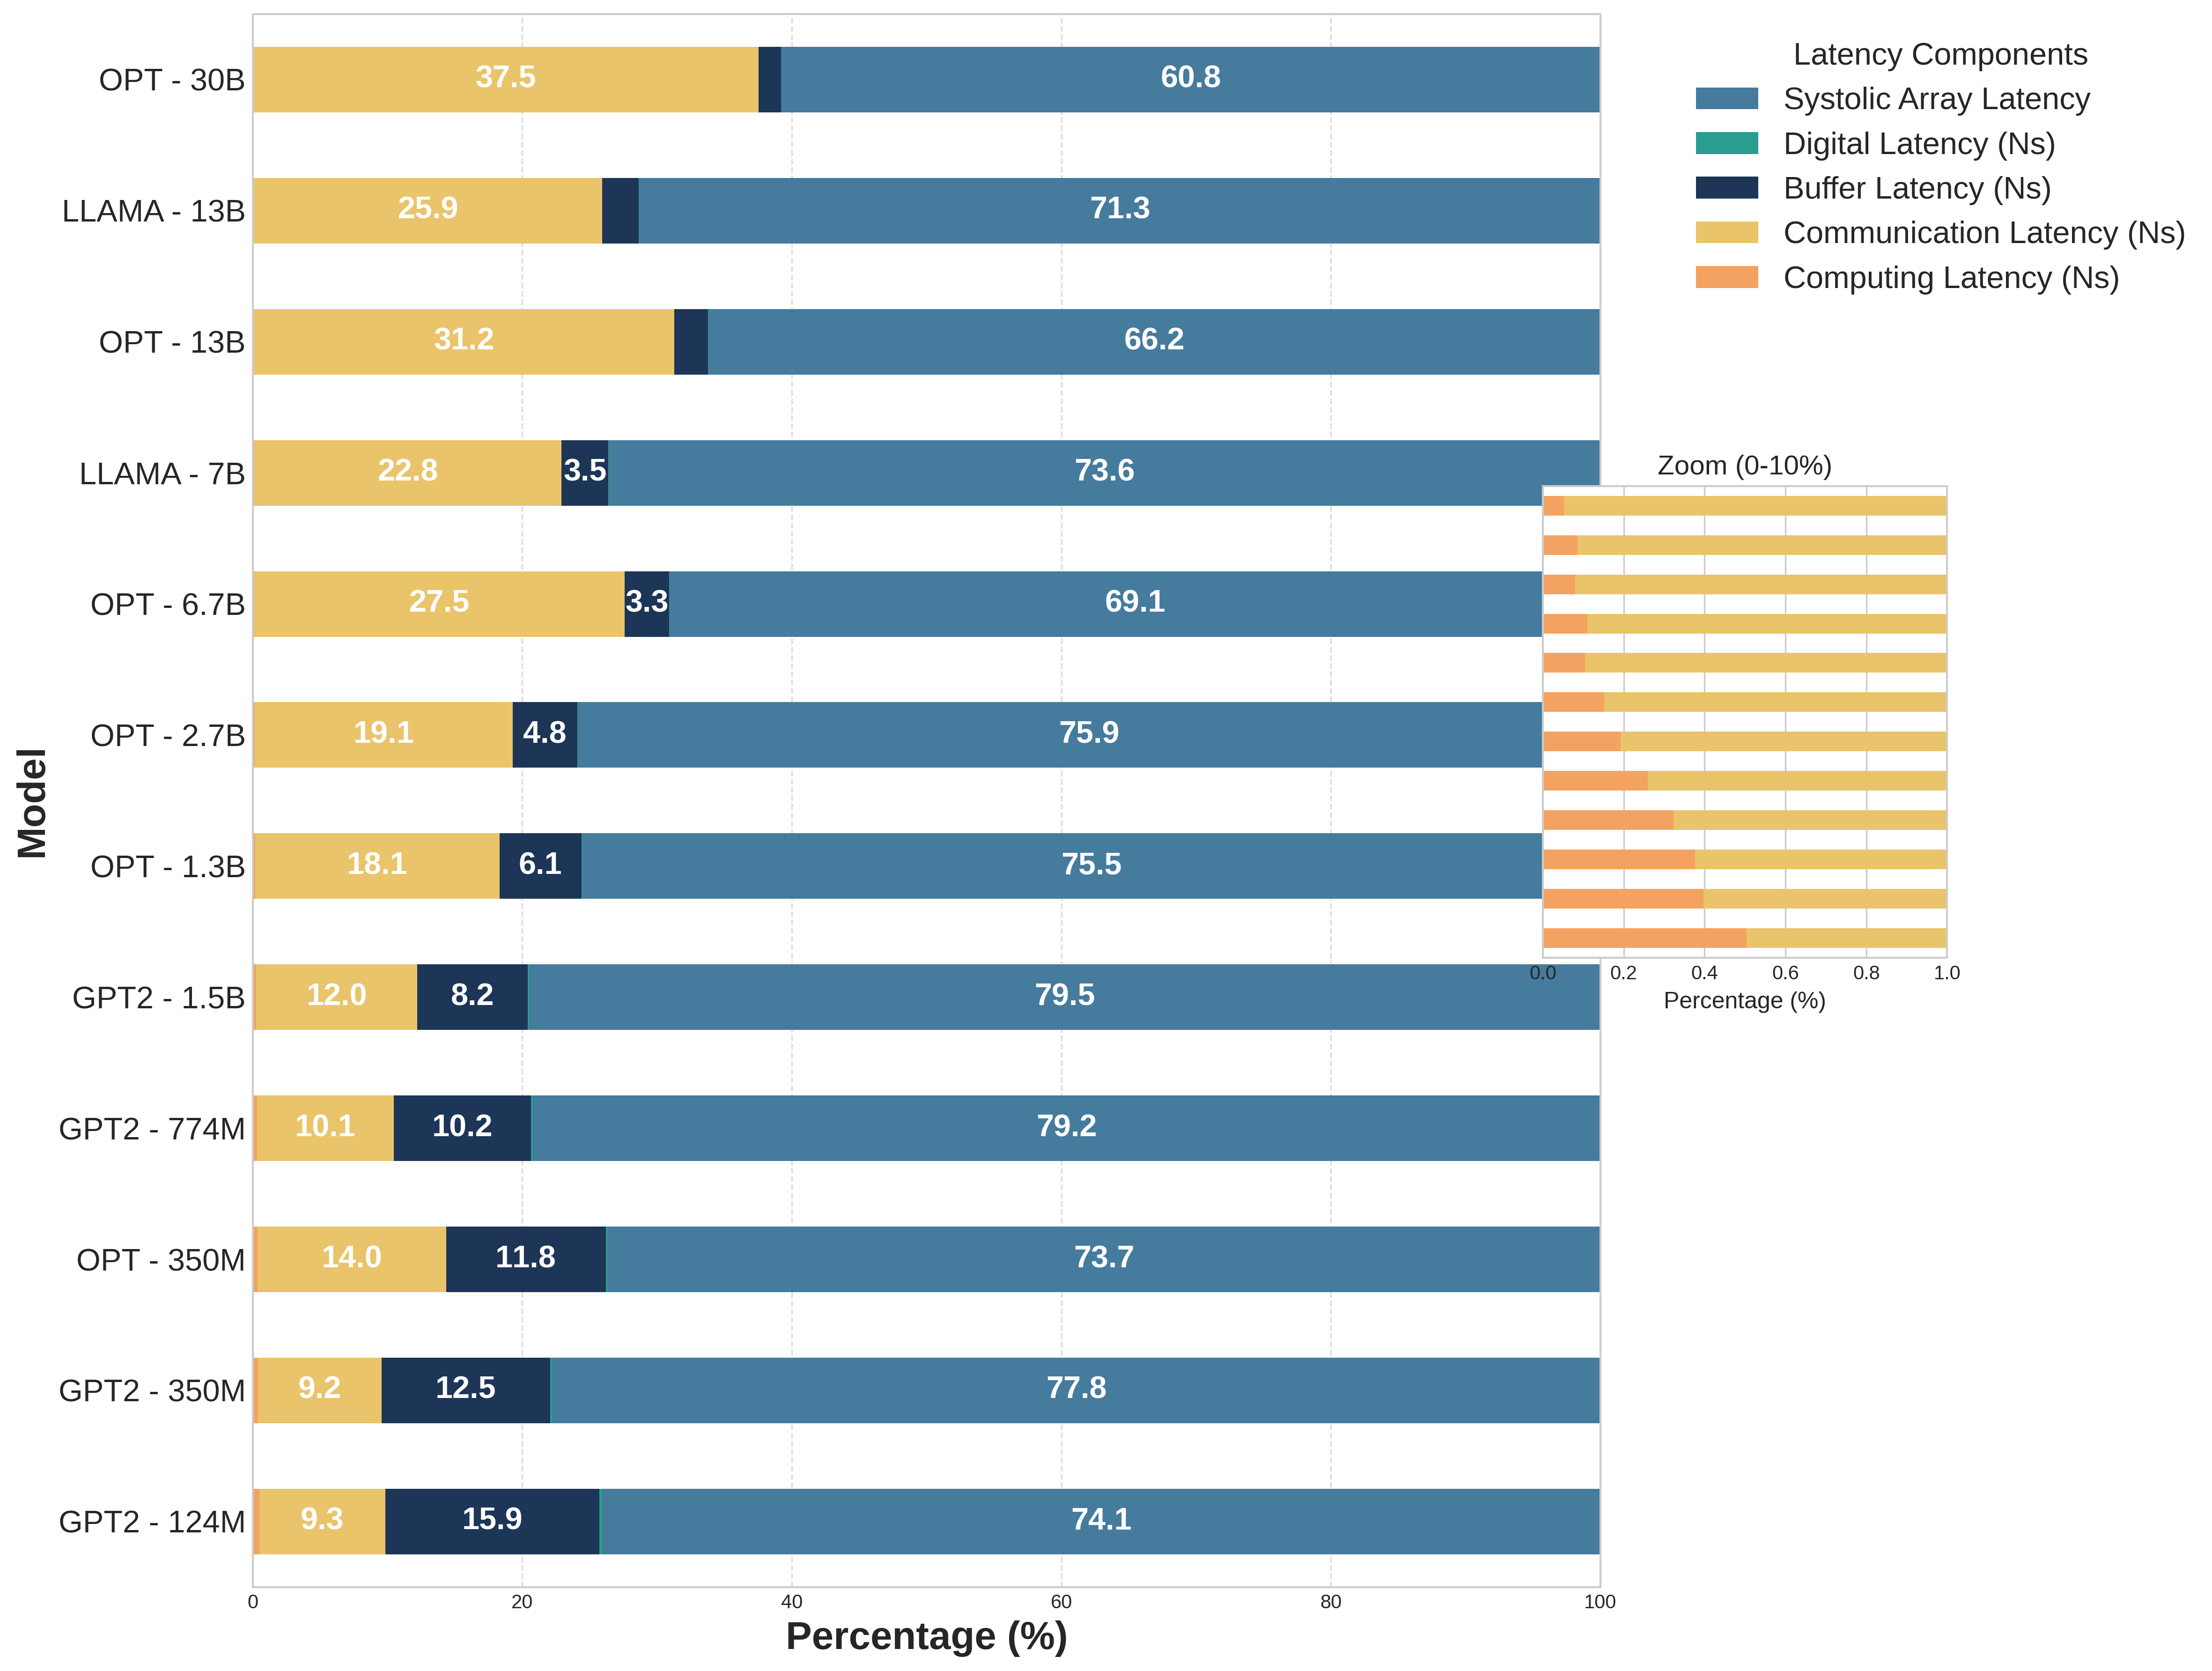 OPT - 30B
37.5
60.8
LLAMA - 13B
25.9
71.3
OPT - 13B
31.2
66.2
LLAMA - 7B
22.8
3.5
73.6
OPT - 6.7B
27.5
3.3
69.1
OPT - 2.7B
19.1
4.8
75.9
OPT - 1.3B
18.1
6.1
75.5
GPT2 - 1.5B
12.0
8.2
79.5
GPT2 - 774M
10.1
10.2
79.2
OPT - 350M
14.0
11.8
73.7
GPT2 - 350M
9.2
12.5
77.8
GPT2 - 124M
9.3
15.9
74.1
0 20 40 60 80 100
Percentage (%)
Model
Latency Components
Systolic Array Latency
Digital Latency (Ns)
Buffer Latency (Ns)
Communication Latency (Ns)
Computing Latency (Ns)
Zoom (0-10%)
0.0 0.2 0.4 0.6 0.8 1.0
Percentage (%)